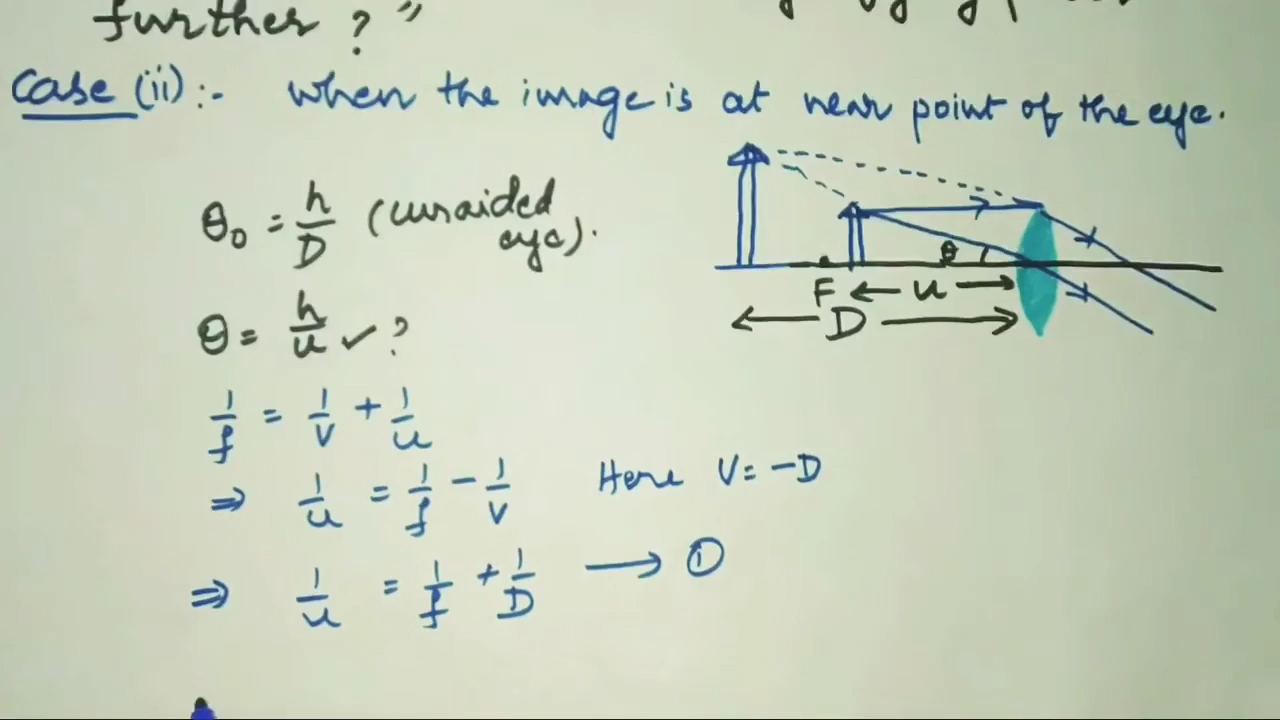 further ? ”
Case (ii) :- when the image is at near point of the eye.
θ₀ = h/D (unaided eye).
θ = h/u ✓ ?
1/f = 1/v + 1/u
⇒ 1/u = 1/f - 1/v Here V = -D
⇒ 1/u = 1/f + 1/D → ①
θ
F u
D